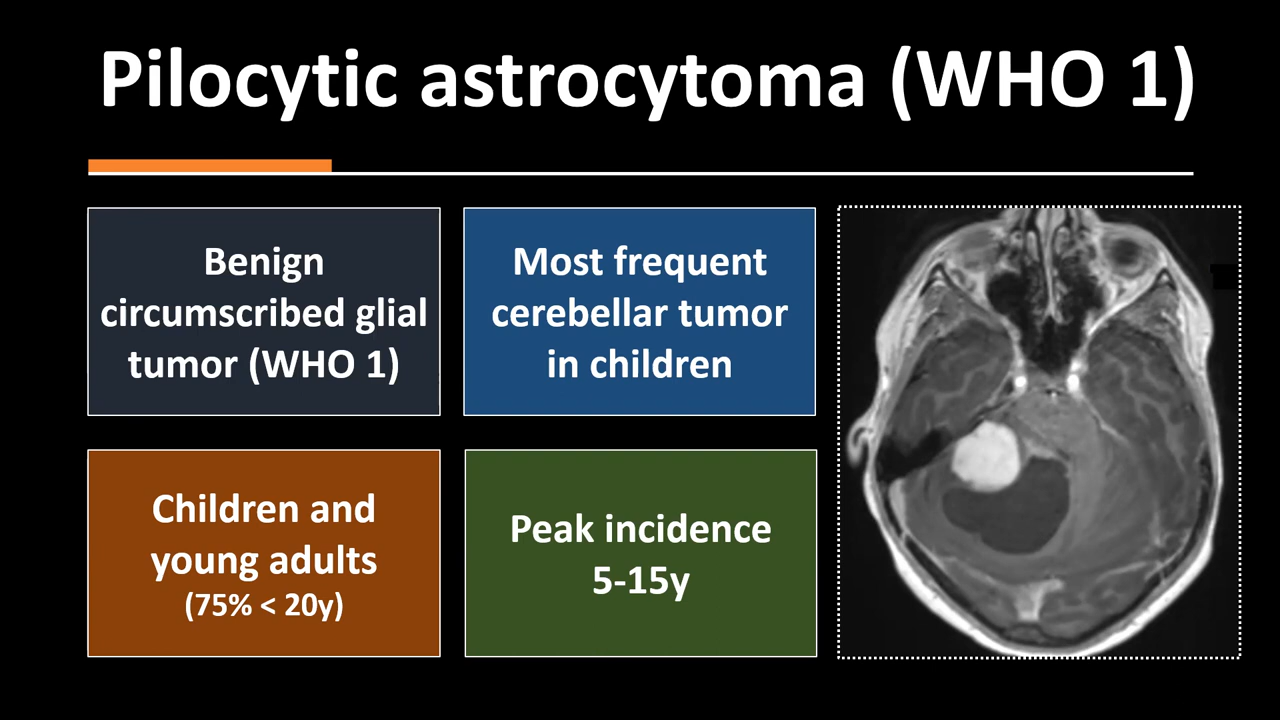 Pilocytic astrocytoma (WHO 1)
Benign
circumscribed glial
tumor (WHO 1)
Most frequent
cerebellar tumor
in children
Children and
young adults
(75% < 20y)
Peak incidence
5-15y